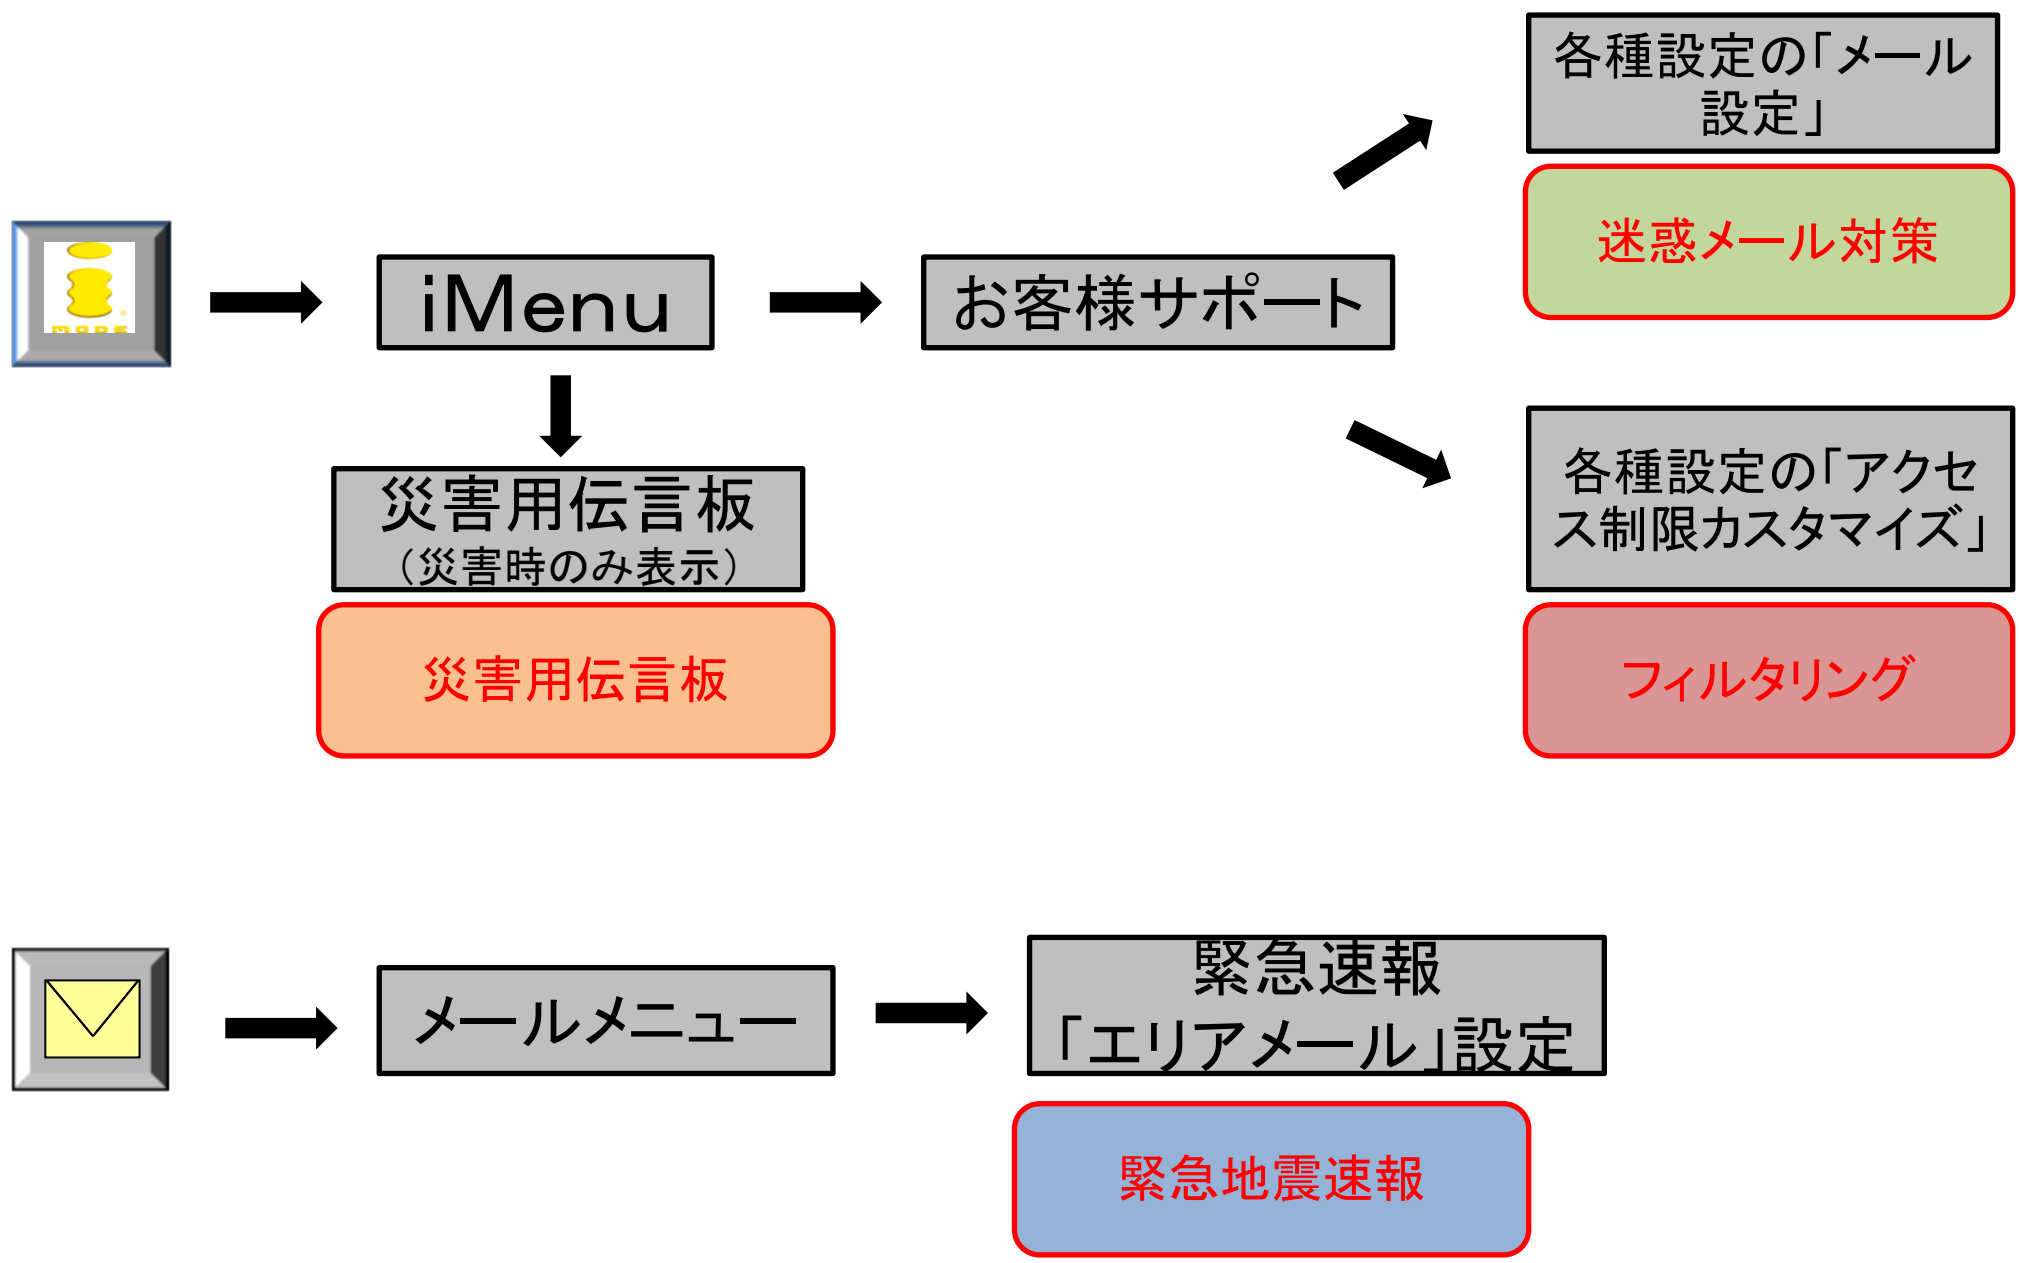 各種設定の「メール
設定」
迷惑メール対策
iMenu
お客様サポート
災害用伝言板
（災害時のみ表示）
災害用伝言板
各種設定の「アクセ
ス制限カスタマイズ」
フィルタリング
メールメニュー
緊急速報
「エリアメール」設定
緊急地震速報